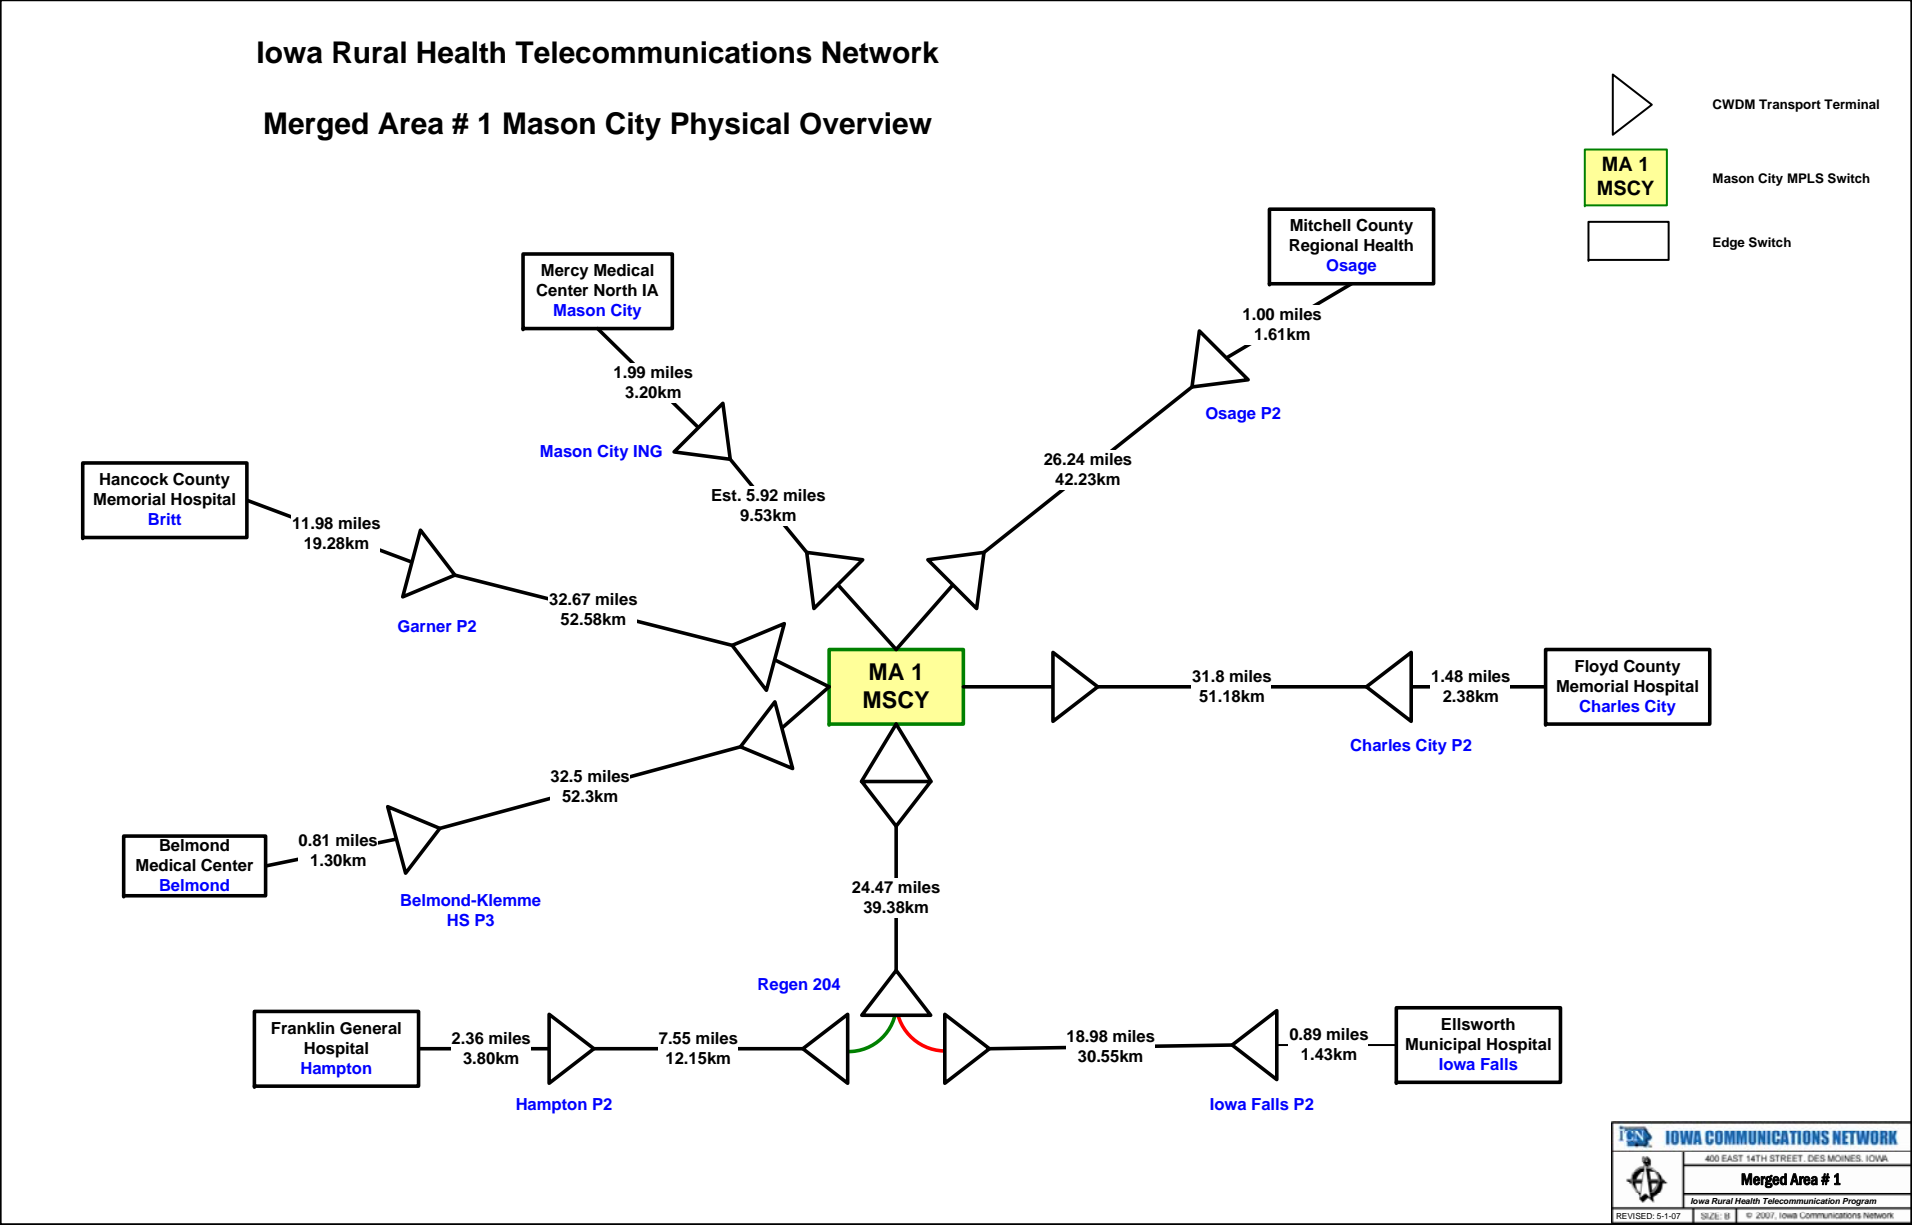 Iowa Rural Health Telecommunications Network
Merged Area # 1 Mason City Physical Overview
CWDM Transport Terminal
MA 1
MSCY
Mason City MPLS Switch
Edge Switch
Mitchell County
Regional Health
Osage
1.00 miles
1.61km
Osage P2
26.24 miles
42.23km
Mercy Medical
Center North IA
Mason City
1.99 miles
3.20km
Mason City ING
Est. 5.92 miles
9.53km
Hancock County
Memorial Hospital
Britt
11.98 miles
19.28km
Garner P2
32.67 miles
52.58km
MA 1
MSCY
31.8 miles
51.18km
1.48 miles
2.38km
Floyd County
Memorial Hospital
Charles City
Charles City P2
32.5 miles
52.3km
Belmond
Medical Center
Belmond
0.81 miles
1.30km
Belmond-Klemme
HS P3
24.47 miles
39.38km
Regen 204
Franklin General
Hospital
Hampton
2.36 miles
3.80km
7.55 miles
12.15km
Hampton P2
18.98 miles
30.55km
0.89 miles
1.43km
Ellsworth
Municipal Hospital
Iowa Falls
Iowa Falls P2
iCN IOWA COMMUNICATIONS NETWORK
400 EAST 14TH STREET, DES MOINES, IOWA
Merged Area # 1
Iowa Rural Health Telecommunication Program
REVISED: 5-1-07 SIZE: B © 2007, Iowa Communications Network